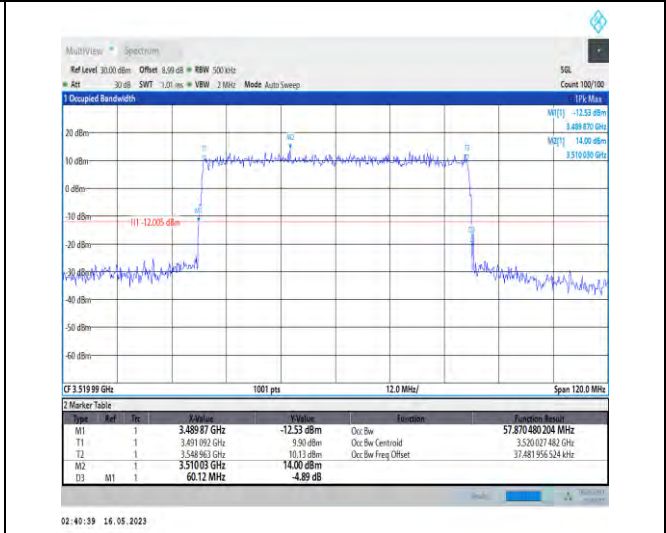 MultiView Spectrum
Ref Level 30.00 dBm Offset 8.99 dB RBW 500 kHz SGL
Att 30 dB SWT 1.01 ms VBW 2 MHz Mode Auto Sweep Count 100/100
1 Occupied Bandwidth 1Pk Max
M1[1] -12.53 dBm
3.489 870 GHz
M2[1] 14.00 dBm
3.510 030 GHz
20 dBm
M2
T1
T2
10 dBm
0 dBm
M1
-10 dBm
H1 -12.005 dBm
-20 dBm
D3
-30 dBm
-40 dBm
-50 dBm
-60 dBm
CF 3.519 99 GHz 1001 pts 12.0 MHz/ Span 120.0 MHz
2 Marker Table
Type Ref Trc X-Value Y-Value Function Function Result
M1 1 3.489 87 GHz -12.53 dBm Occ Bw 57.870 480 204 MHz
T1 1 3.491 092 GHz 9.90 dBm Occ Bw Centroid 3.520 027 482 GHz
T2 1 3.548 963 GHz 10.13 dBm Occ Bw Freq Offset 37.481 956 524 kHz
M2 1 3.510 03 GHz 14.00 dBm
D3 M1 1 60.12 MHz -4.89 dB
Ready
02:40:39 16.05.2023